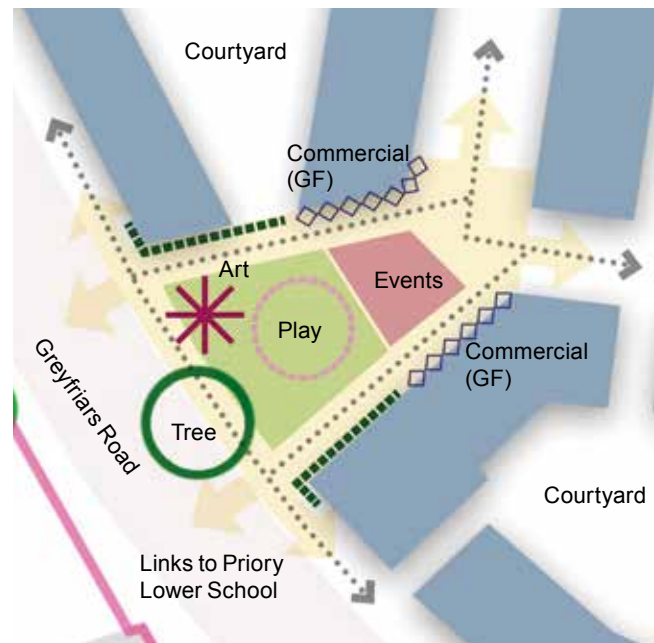 Courtyard
Commercial
(GF)
Art
Events
Play
Commercial
(GF)
Greyfriars Road
Tree
Courtyard
Links to Priory
Lower School